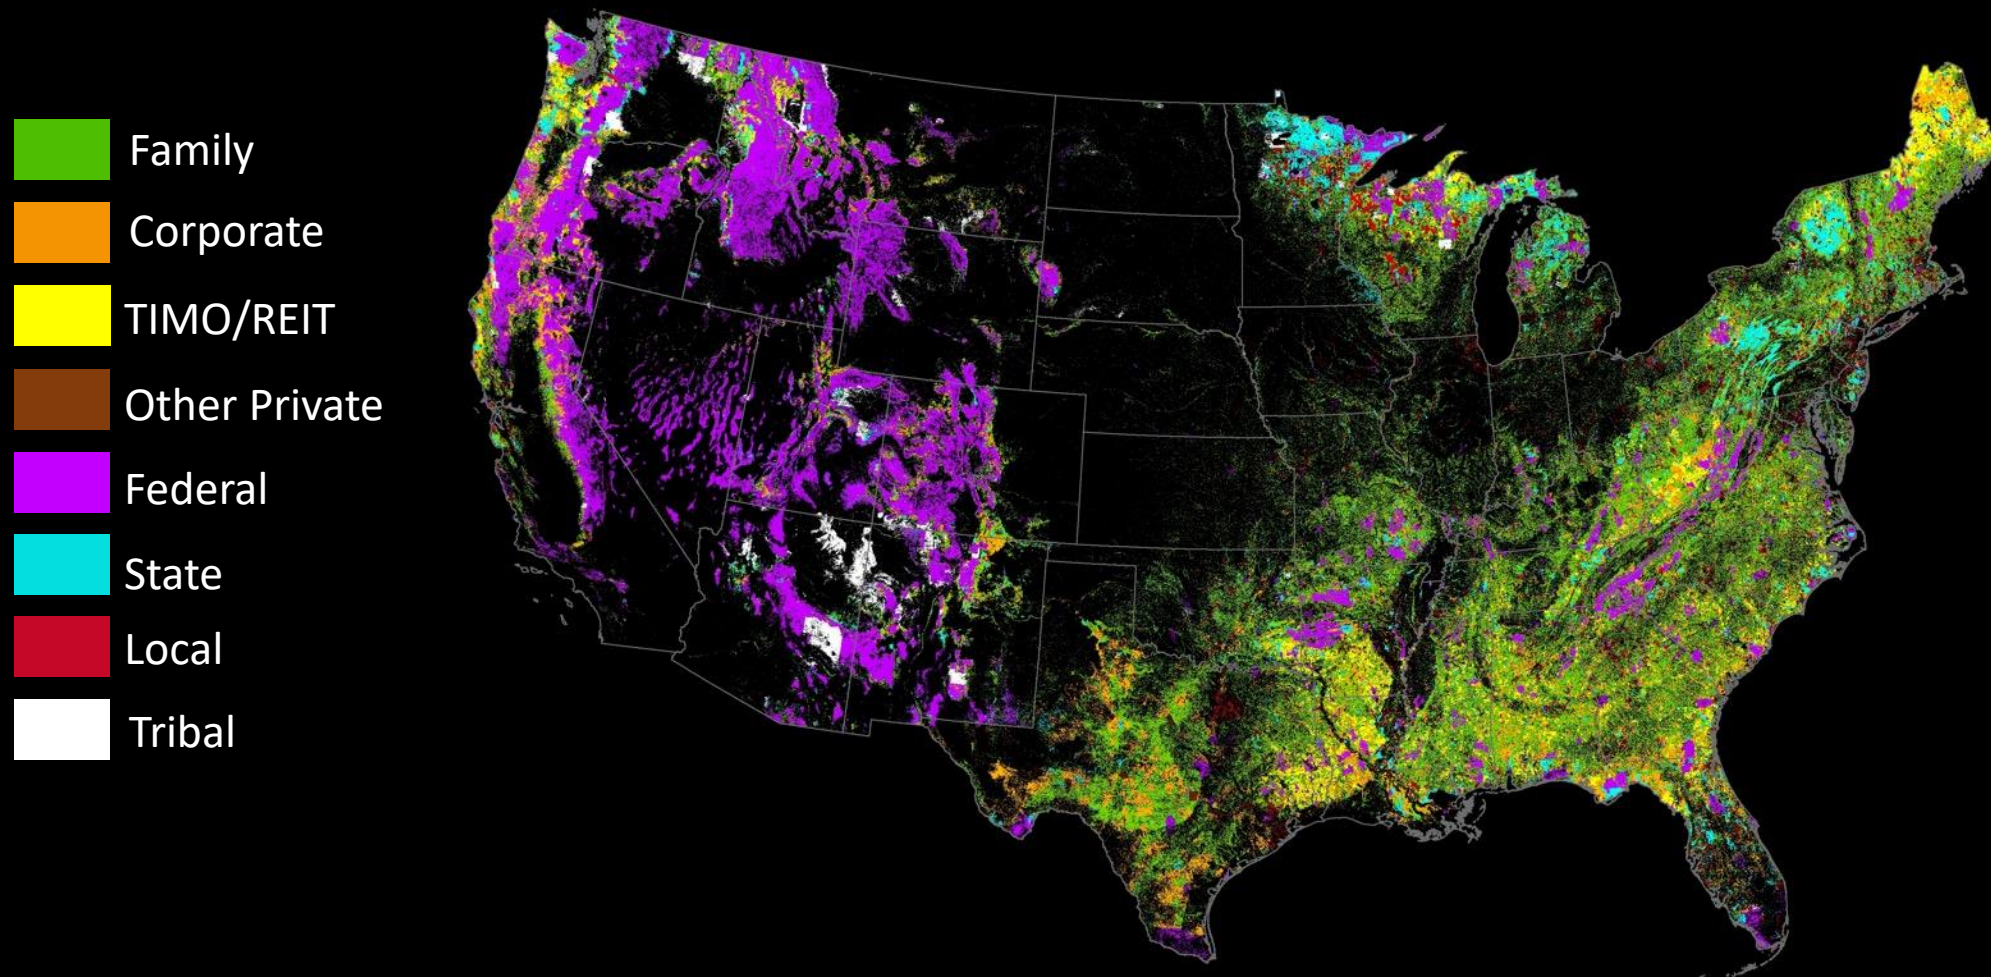 Family
Corporate
TIMO/REIT
Other Private
Federal
State
Local
Tribal